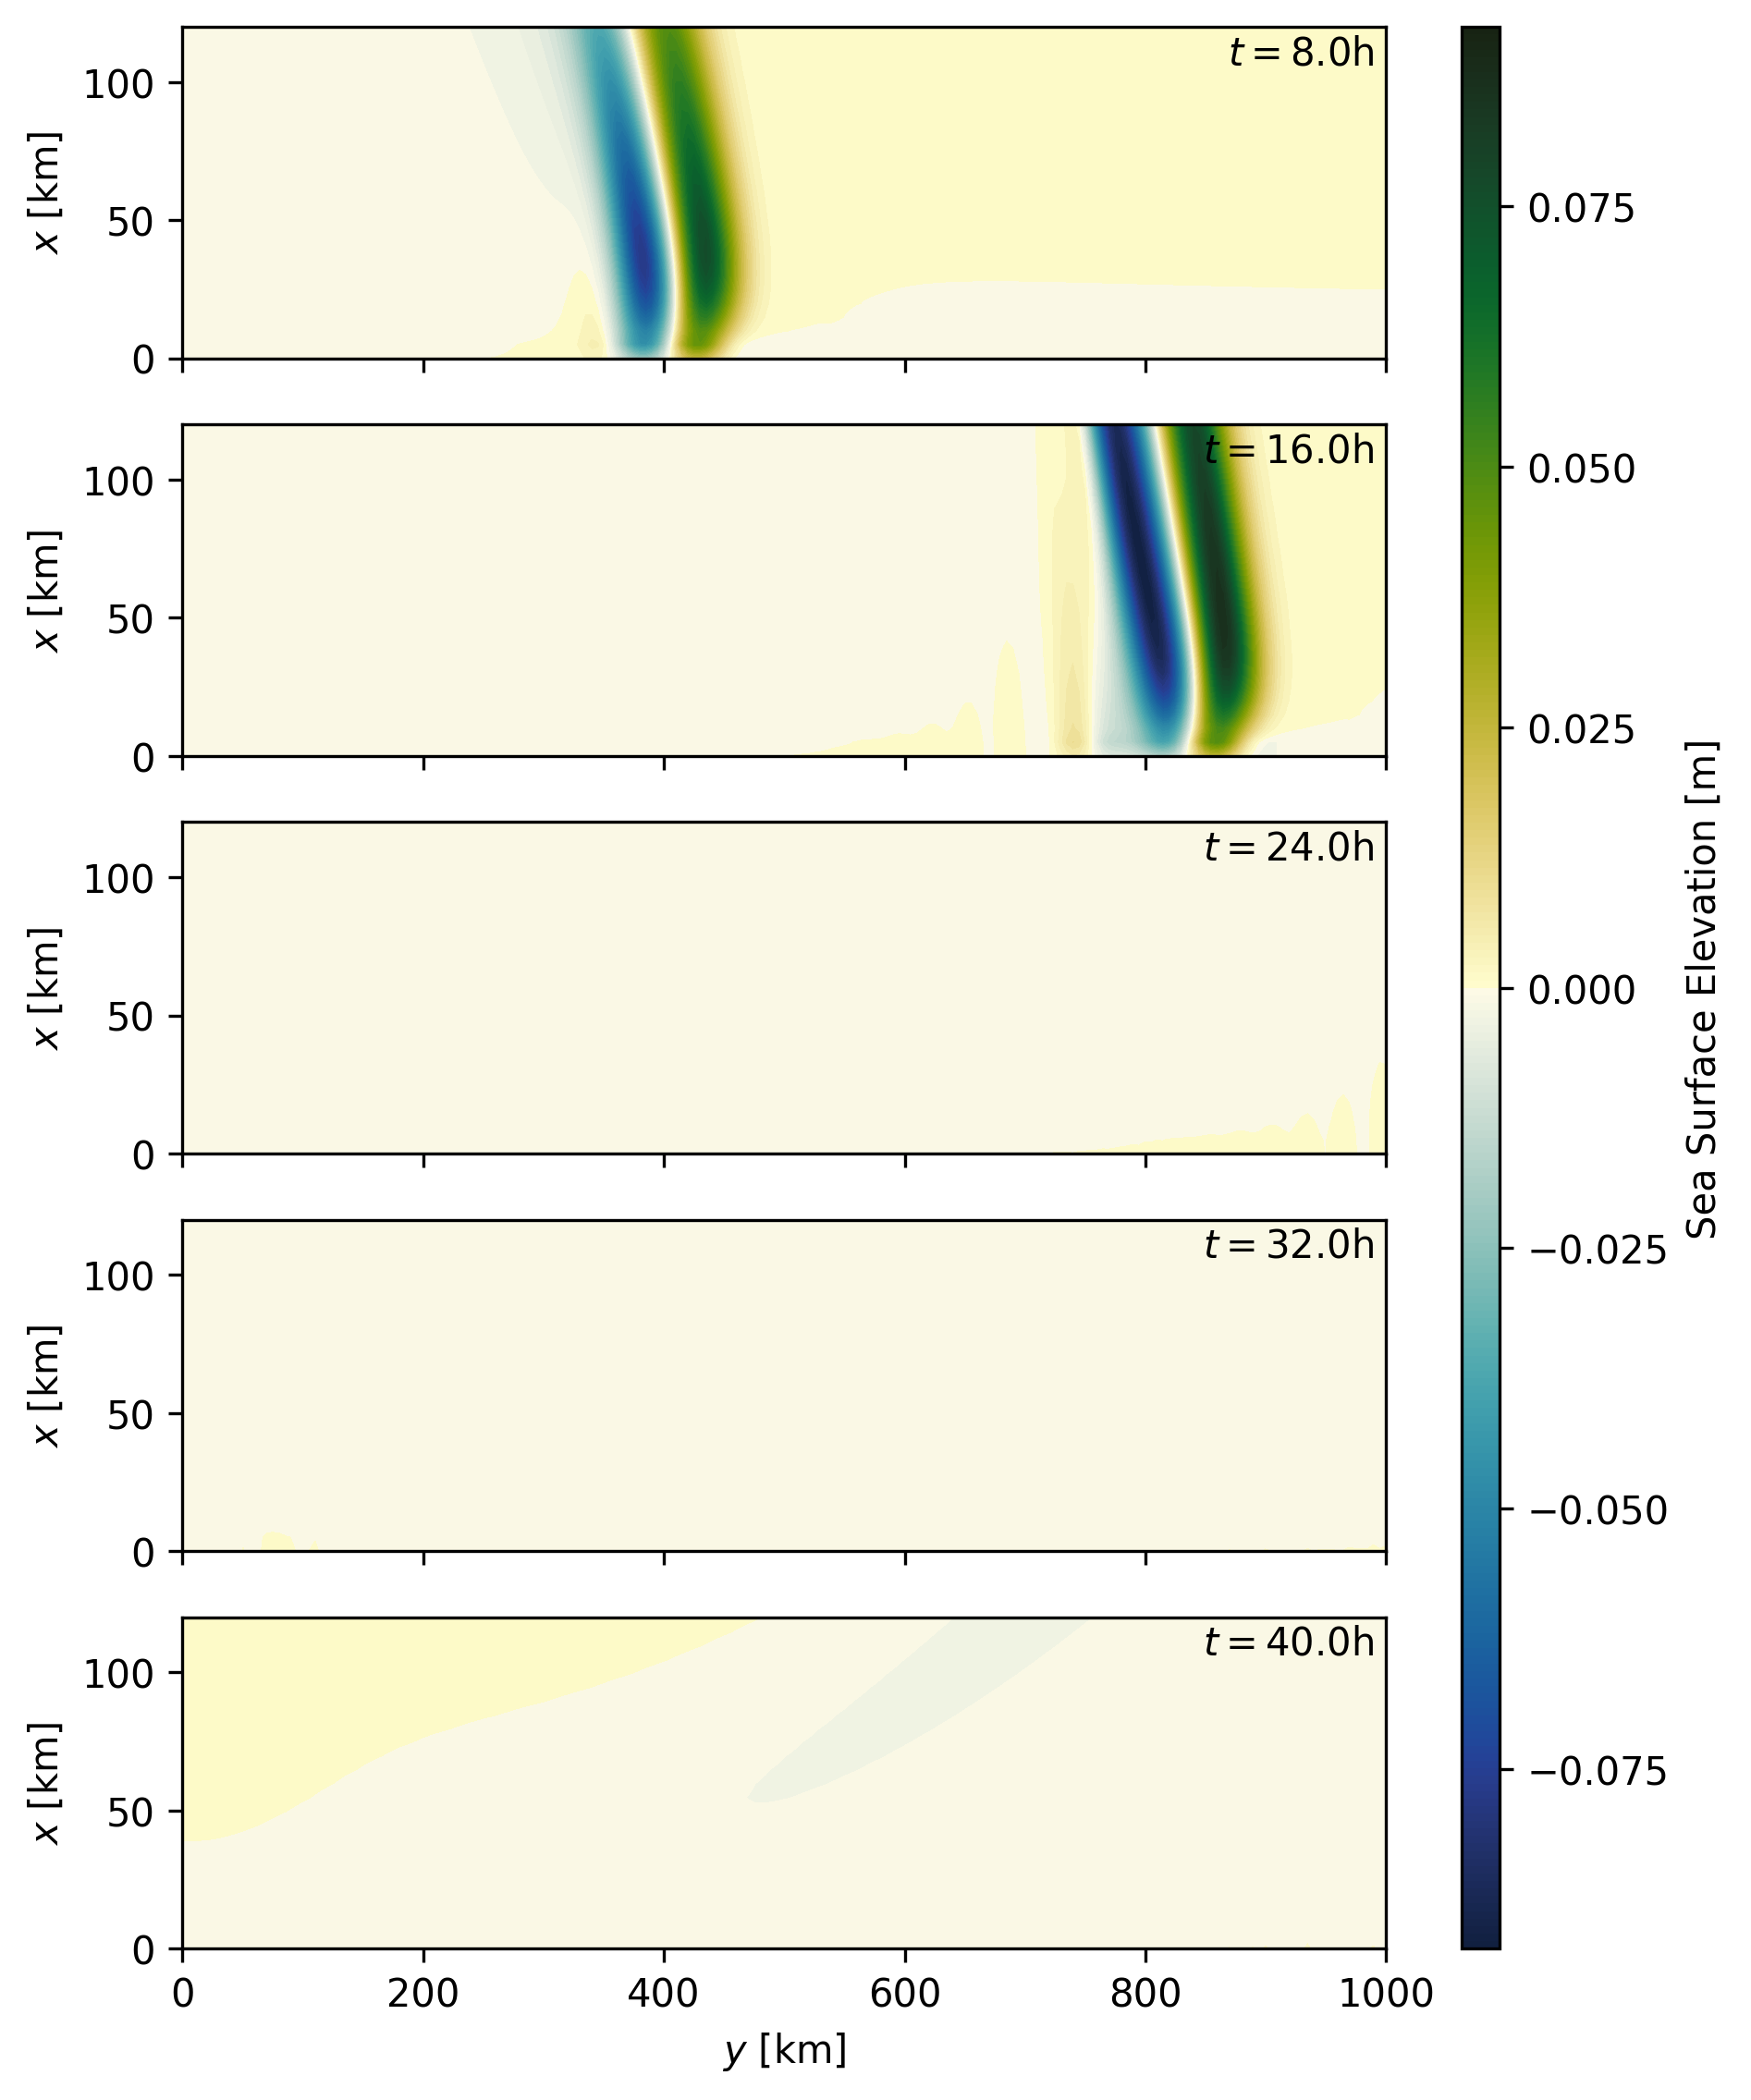 t = 8.0h
x [km]
100
50
0
t = 16.0h
x [km]
100
50
0
t = 24.0h
x [km]
100
50
0
t = 32.0h
x [km]
100
50
0
t = 40.0h
x [km]
100
50
0
0 200 400 600 800 1000
y [km]
0.075
0.050
0.025
0.000
−0.025
−0.050
−0.075
Sea Surface Elevation [m]